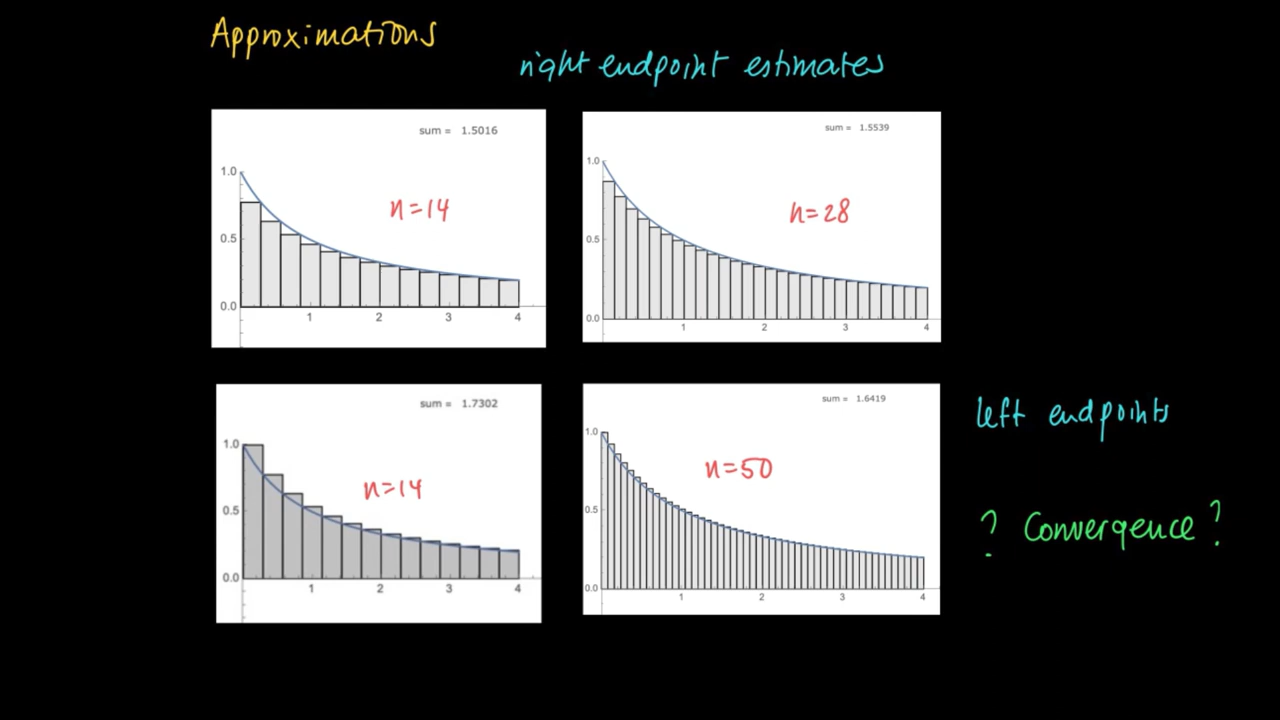 Approximations
right endpoint estimates
sum = 1.5016
1.0
n=14
0.5
0.0
1 2 3 4
sum = 1.5539
1.0
n=28
0.5
0.0
1 2 3 4
sum = 1.7302
1.0
n=14
0.5
0.0
1 2 3 4
sum = 1.6419
1.0
n=50
0.5
0.0
1 2 3 4
left endpoints
? Convergence ?